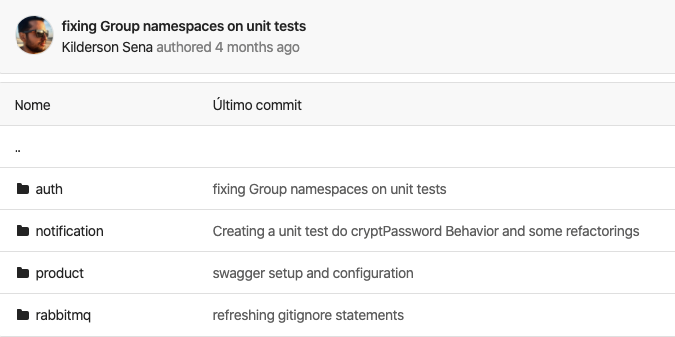 fixing Group namespaces on unit tests
Kilderson Sena authored 4 months ago
Nome Último commit
..
auth fixing Group namespaces on unit tests
notification Creating a unit test do cryptPassword Behavior and some refactorings
product swagger setup and configuration
rabbitmq refreshing gitignore statements